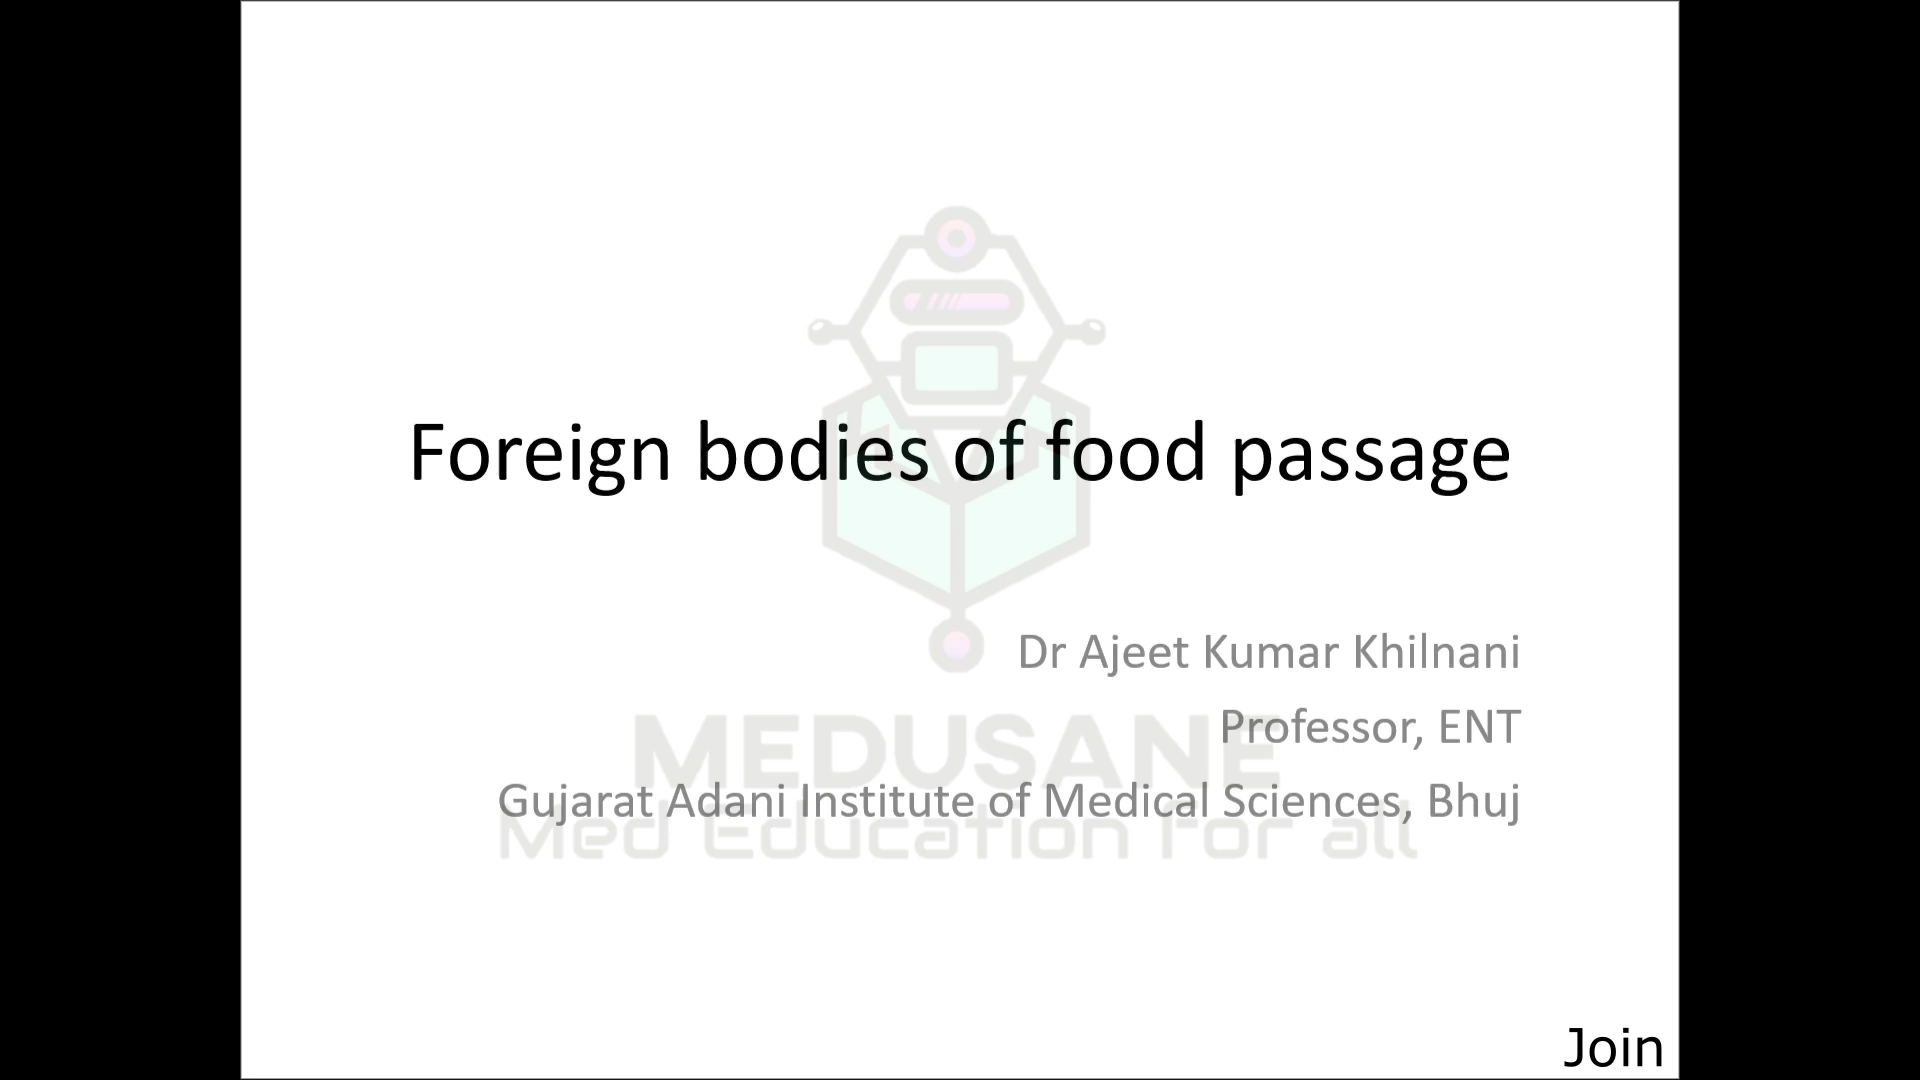 Foreign bodies of food passage
Dr Ajeet Kumar Khilnani
Professor, ENT
MEDUSANE
Gujarat Adani Institute of Medical Sciences, Bhuj
Med Education for all
Join